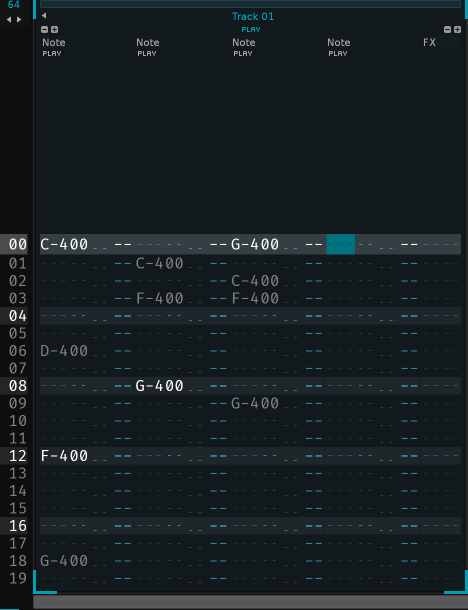 64
Track 01
PLAY
Note Note Note Note FX
PLAY PLAY PLAY PLAY
00 C-400 -- ----- -- G-400 -- --- -- -- -- ----
01 ----- -- C-400 -- ----- -- ----- -- ----
02 ----- -- ----- -- C-400 -- ----- -- ----
03 ----- -- F-400 -- F-400 -- ----- -- ----
04 ----- -- ----- -- ----- -- ----- -- ----
05 ----- -- ----- -- ----- -- ----- -- ----
06 D-400 -- ----- -- ----- -- ----- -- ----
07 ----- -- ----- -- ----- -- ----- -- ----
08 ----- -- G-400 -- ----- -- ----- -- ----
09 ----- -- ----- -- G-400 -- ----- -- ----
10 ----- -- ----- -- ----- -- ----- -- ----
11 ----- -- ----- -- ----- -- ----- -- ----
12 F-400 -- ----- -- ----- -- ----- -- ----
13 ----- -- ----- -- ----- -- ----- -- ----
14 ----- -- ----- -- ----- -- ----- -- ----
15 ----- -- ----- -- ----- -- ----- -- ----
16 ----- -- ----- -- ----- -- ----- -- ----
17 ----- -- ----- -- ----- -- ----- -- ----
18 G-400 -- ----- -- ----- -- ----- -- ----
19 ----- -- ----- -- ----- -- ----- -- ----